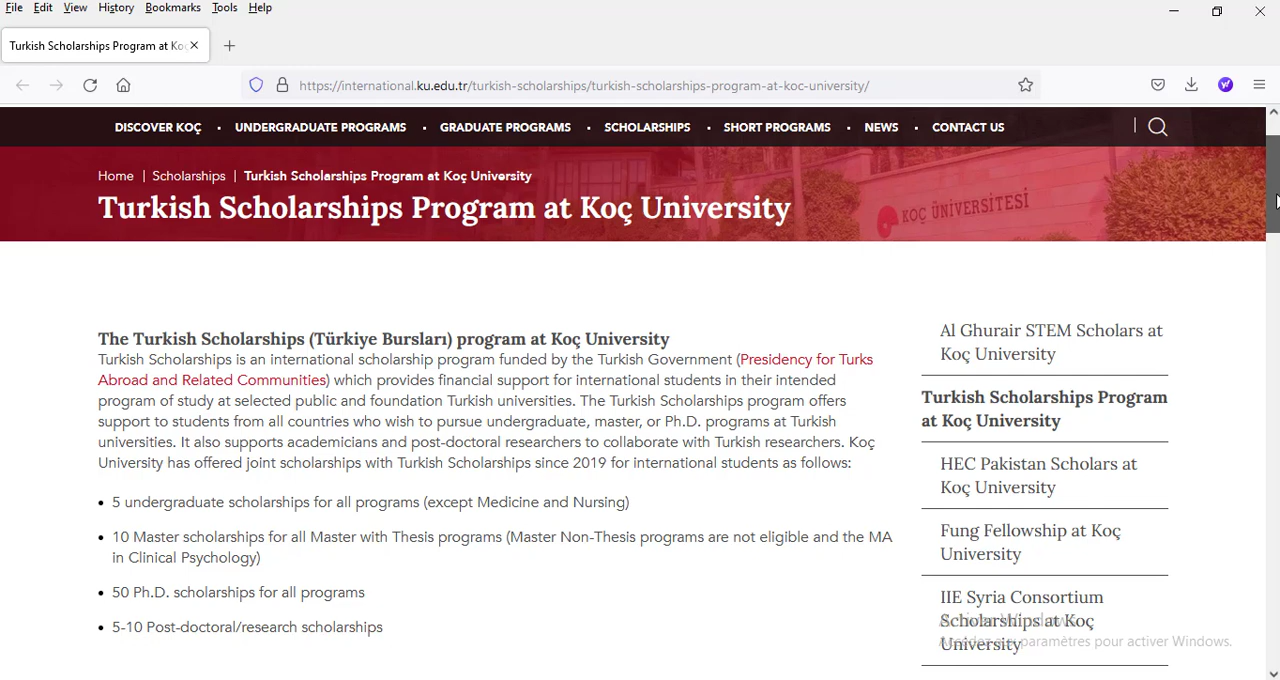 File Edit View History Bookmarks Tools Help
Turkish Scholarships Program at Ko
https://international.ku.edu.tr/turkish-scholarships/turkish-scholarships-program-at-koc-university/
DISCOVER KOÇ • UNDERGRADUATE PROGRAMS • GRADUATE PROGRAMS • SCHOLARSHIPS • SHORT PROGRAMS • NEWS • CONTACT US
Home | Scholarships | Turkish Scholarships Program at Koç University
Turkish Scholarships Program at Koç University
KOÇ ÜNİVERSİTESİ
The Turkish Scholarships (Türkiye Bursları) program at Koç University
Turkish Scholarships is an international scholarship program funded by the Turkish Government (Presidency for Turks
Abroad and Related Communities) which provides financial support for international students in their intended
program of study at selected public and foundation Turkish universities. The Turkish Scholarships program offers
support to students from all countries who wish to pursue undergraduate, master, or Ph.D. programs at Turkish
universities. It also supports academicians and post-doctoral researchers to collaborate with Turkish researchers. Koç
University has offered joint scholarships with Turkish Scholarships since 2019 for international students as follows:
• 5 undergraduate scholarships for all programs (except Medicine and Nursing)
• 10 Master scholarships for all Master with Thesis programs (Master Non-Thesis programs are not eligible and the MA
in Clinical Psychology)
• 50 Ph.D. scholarships for all programs
• 5-10 Post-doctoral/research scholarships
Al Ghurair STEM Scholars at
Koç University
Turkish Scholarships Program
at Koç University
HEC Pakistan Scholars at
Koç University
Fung Fellowship at Koç
University
IIE Syria Consortium
Scholarships at Koç
University
paramètres pour activer Windows.